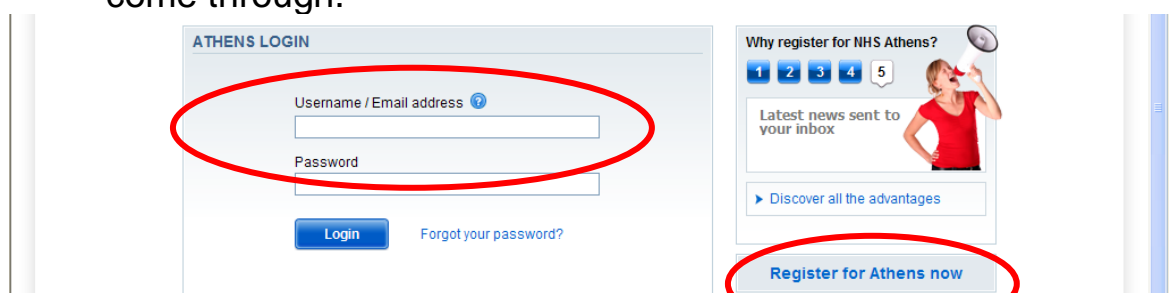 come through.
ATHENS LOGIN
Username / Email address ?
Password
Login
Forgot your password?
Why register for NHS Athens?
1 2 3 4 5
Latest news sent to
your inbox
Discover all the advantages
Register for Athens now